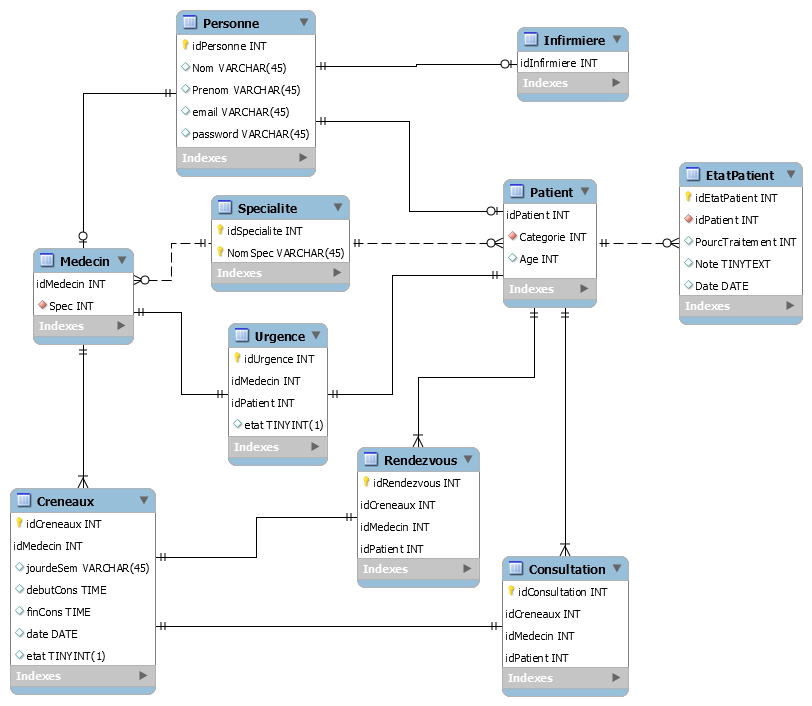 Personne
idPersonne INT
Nom VARCHAR(45)
Prenom VARCHAR(45)
email VARCHAR(45)
password VARCHAR(45)
Indexes
Infirmiere
idInfirmiere INT
Indexes
Specialite
idSpecialite INT
NomSpec VARCHAR(45)
Indexes
Patient
idPatient INT
Categorie INT
Age INT
Indexes
EtatPatient
idEtatPatient INT
idPatient INT
PourcTraitement INT
Note TINYTEXT
Date DATE
Indexes
Medecin
idMedecin INT
Spec INT
Indexes
Urgence
idUrgence INT
idMedecin INT
idPatient INT
etat TINYINT(1)
Indexes
Rendezvous
idRendezvous INT
idCreneaux INT
idMedecin INT
idPatient INT
Indexes
Creneaux
idCreneaux INT
idMedecin INT
jourdeSem VARCHAR(45)
debutCons TIME
finCons TIME
date DATE
etat TINYINT(1)
Indexes
Consultation
idConsultation INT
idCreneaux INT
idMedecin INT
idPatient INT
Indexes